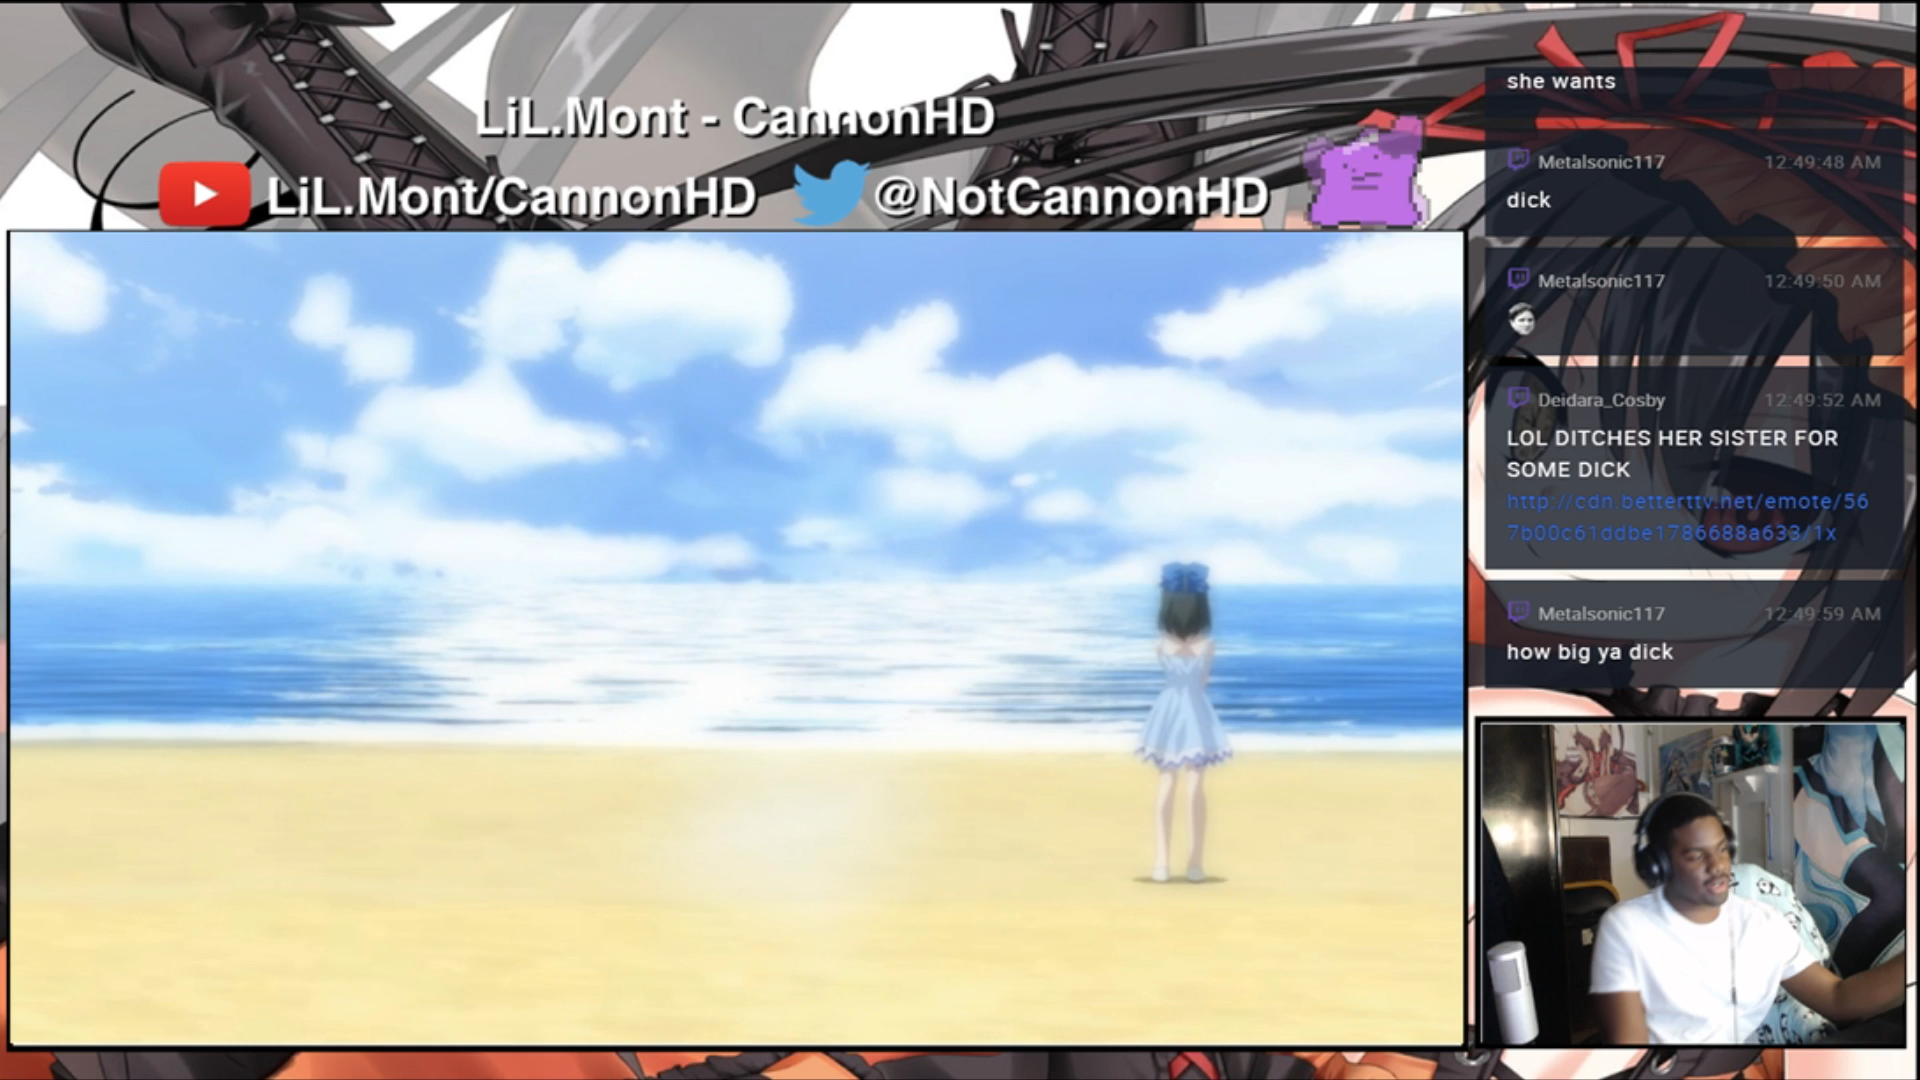 LiL.Mont - CannonHD
LiL.Mont/CannonHD
@NotCannonHD
she wants
Metalsonic117 12:49:48 AM
dick
Metalsonic117 12:49:50 AM
Deidara_Cosby 12:49:52 AM
LOL DITCHES HER SISTER FOR
SOME DICK
http://cdn.betterttv.net/emote/56
7b00c61ddbe1786688a633/1x
Metalsonic117 12:49:59 AM
how big ya dick